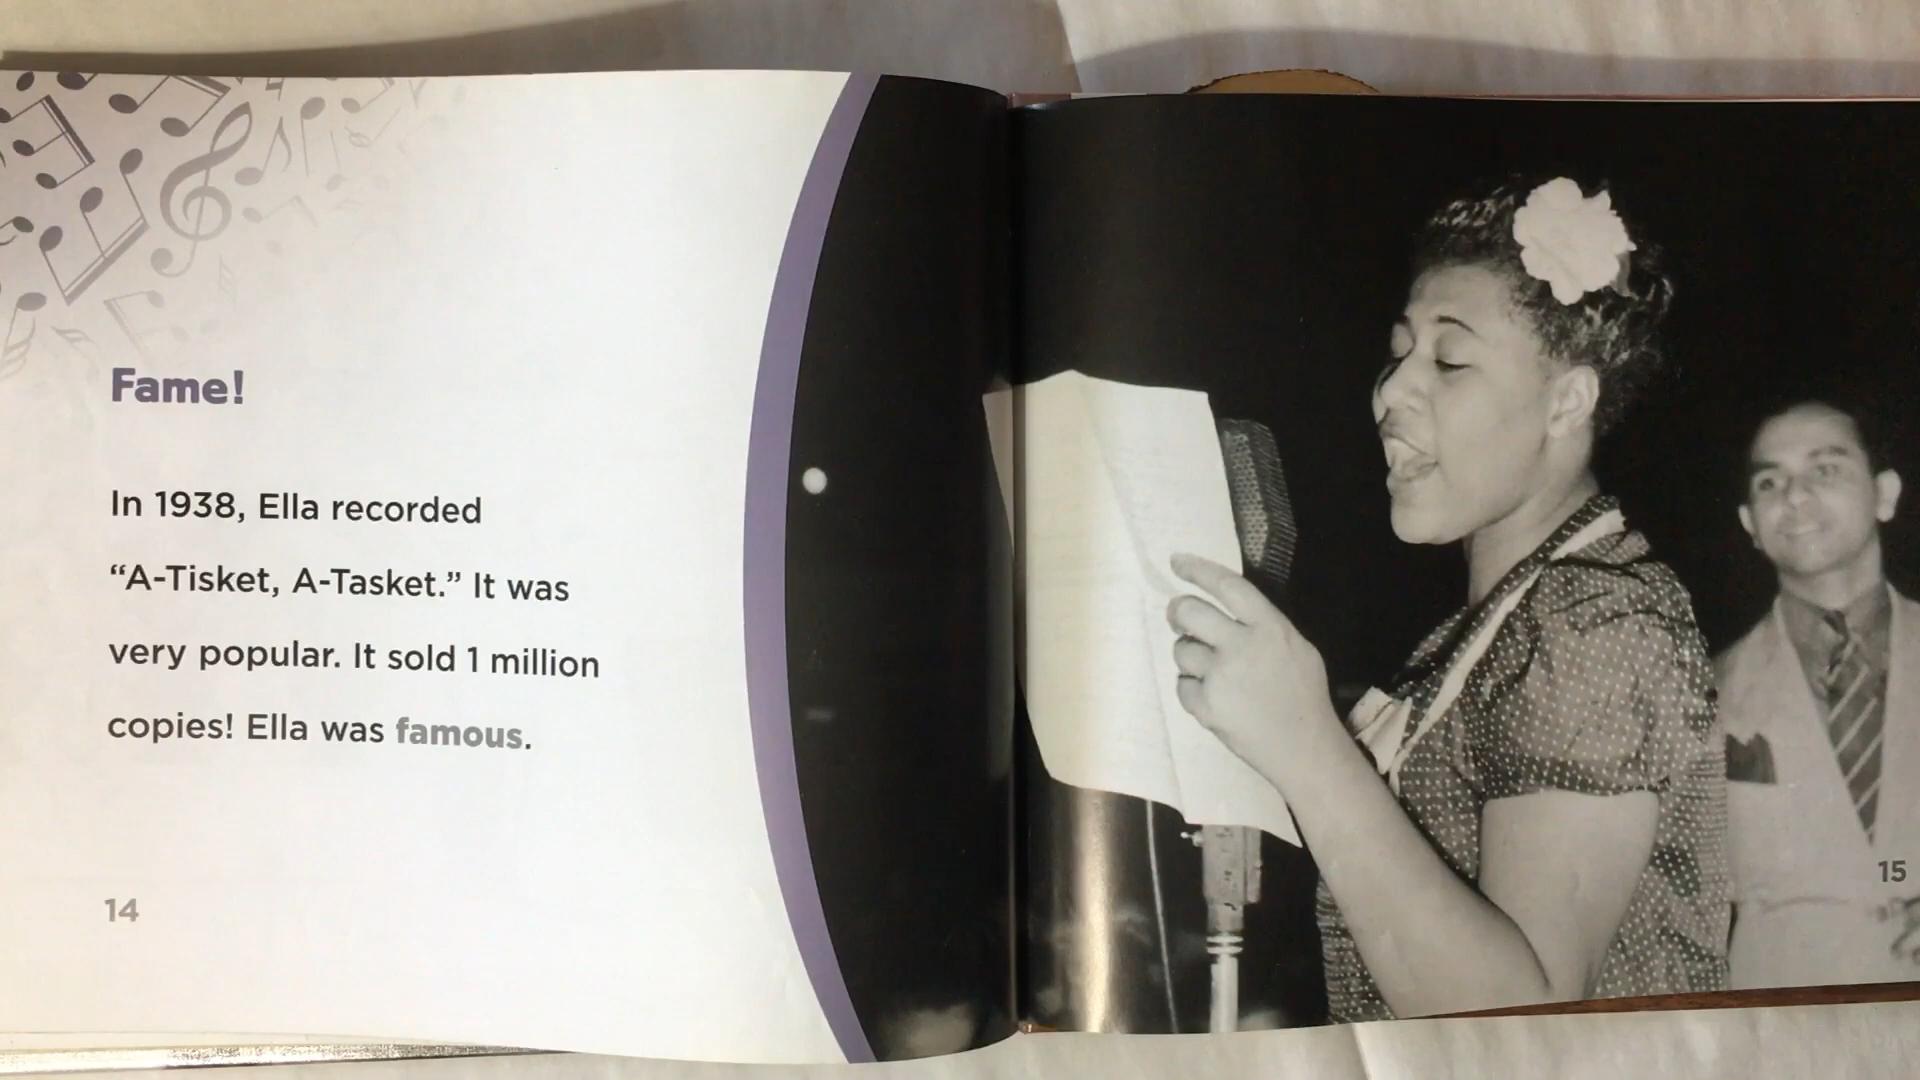 Fame!
In 1938, Ella recorded
“A-Tisket, A-Tasket.” It was
very popular. It sold 1 million
copies! Ella was famous.
14
15